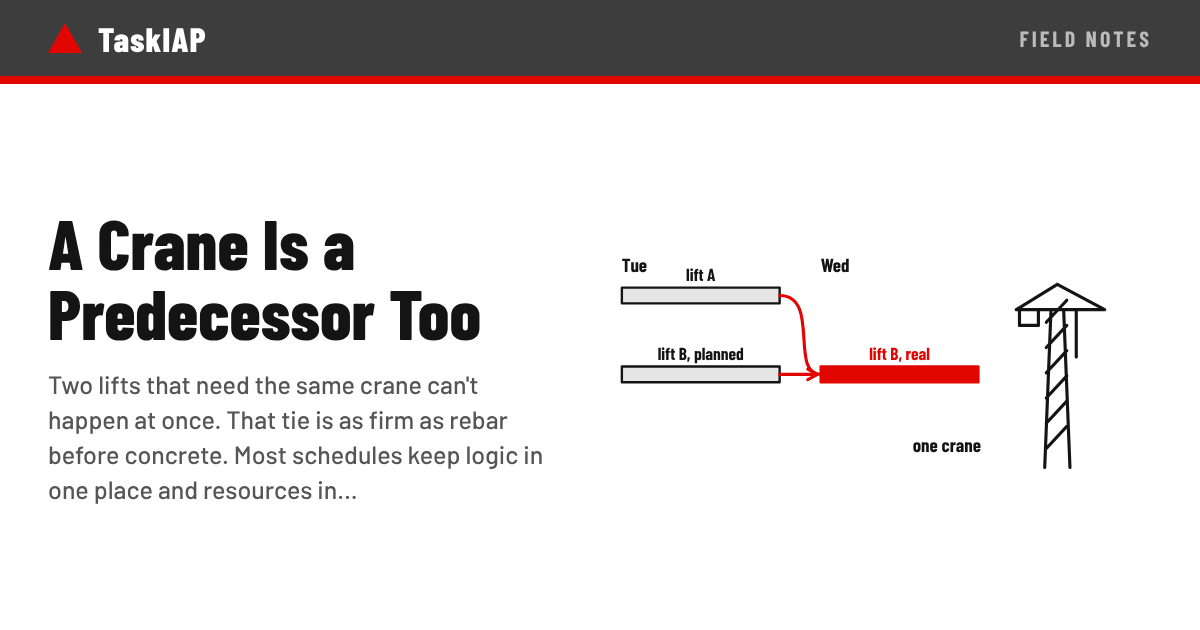 TaskIAP
FIELD NOTES
A Crane Is a
Predecessor Too
Two lifts that need the same crane can't
happen at once. That tie is as firm as rebar
before concrete. Most schedules keep logic in
one place and resources in...
Tue
Wed
lift A
lift B, planned
lift B, real
one crane